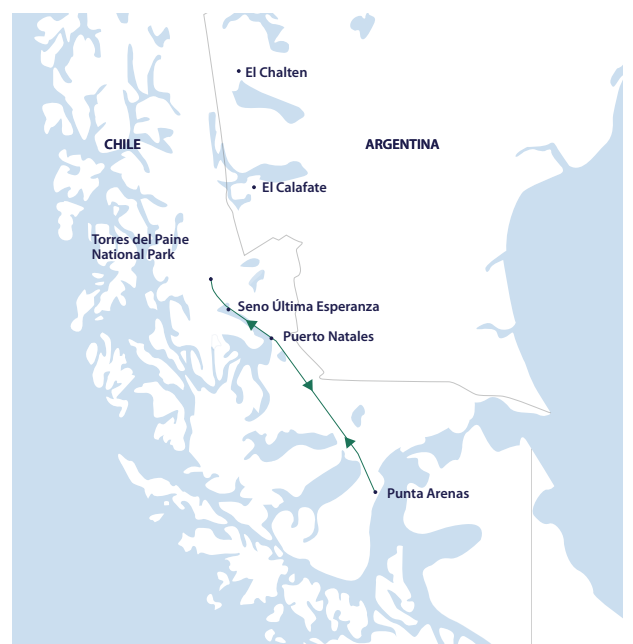 El Chalten
CHILE
ARGENTINA
El Calafate
Torres del Paine
National Park
Seno Última Esperanza
Puerto Natales
Punta Arenas